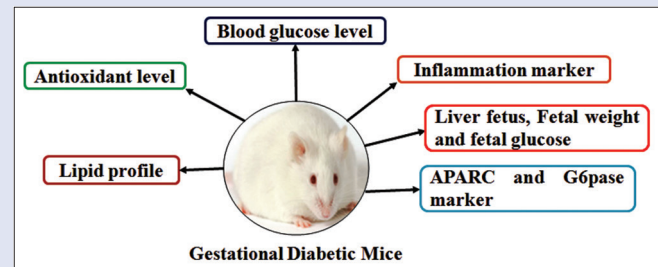 Blood glucose level
Antioxidant level
Inflammation marker
Liver fetus, Fetal weight
and fetal glucose
Lipid profile
APARC and G6pase
marker
Gestational Diabetic Mice